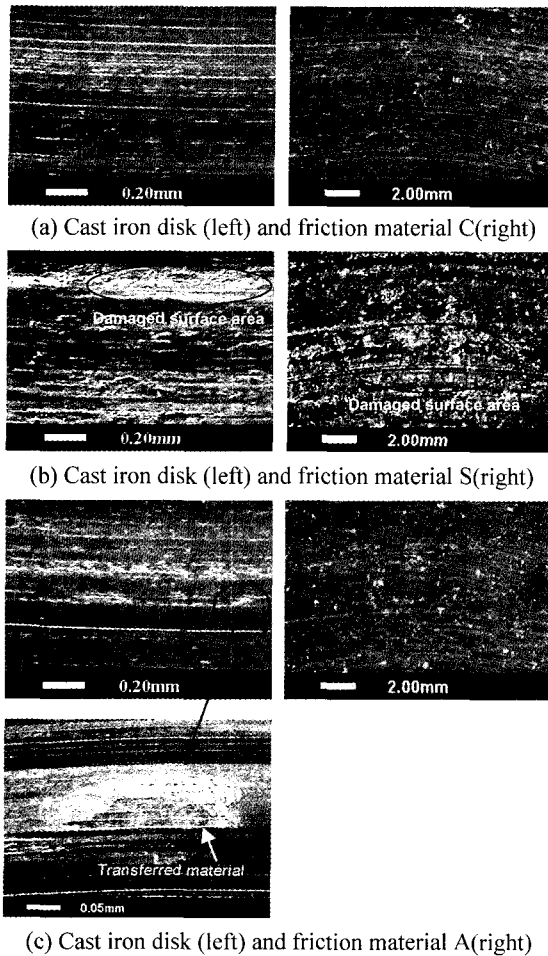 0.20mm 2.00mm
(a) Cast iron disk (left) and friction material C(right)
Damaged surface area
Damaged surface area
0.20mm 2.00mm
(b) Cast iron disk (left) and friction material S(right)
0.20mm 2.00mm
Transferred material
0.05mm
(c) Cast iron disk (left) and friction material A(right)